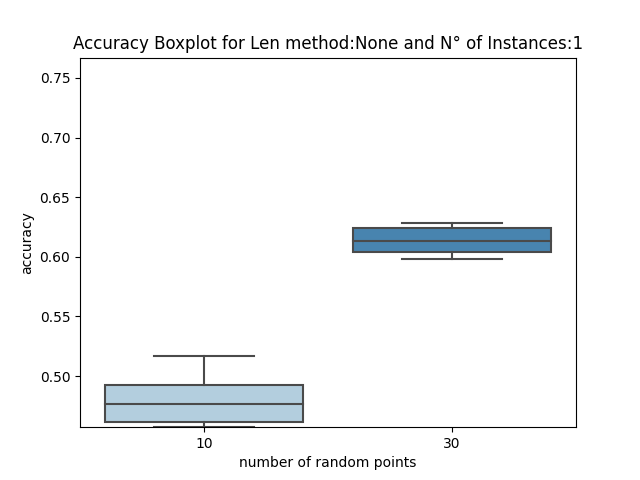 Accuracy Boxplot for Len method:None and N° of Instances:1
accuracy
0.75
0.70
0.65
0.60
0.55
0.50
10 30
number of random points